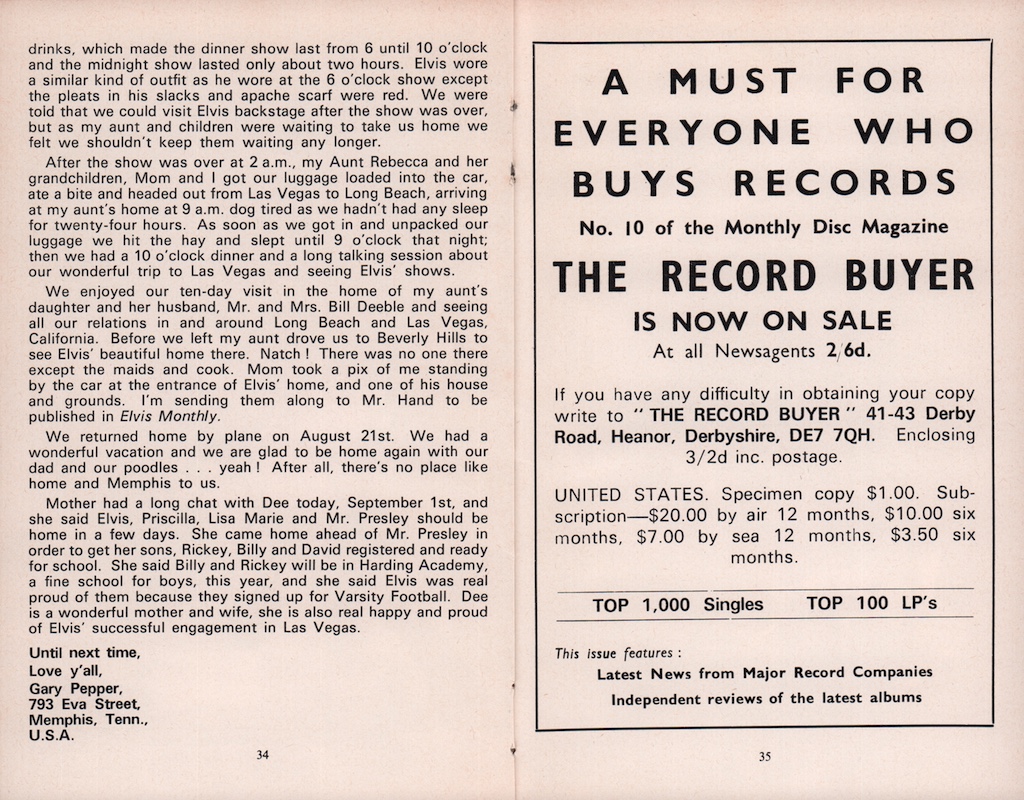 drinks, which made the dinner show last from 6 until 10 o'clock
and the midnight show lasted only about two hours. Elvis wore
a similar kind of outfit as he wore at the 6 o'clock show except
the pleats in his slacks and apache scarf were red. We were
told that we could visit Elvis backstage after the show was over,
but as my aunt and children were waiting to take us home we
felt we shouldn't keep them waiting any longer.
After the show was over at 2 a.m., my Aunt Rebecca and her
grandchildren, Mom and I got our luggage loaded into the car,
ate a bite and headed out from Las Vegas to Long Beach, arriving
at my aunt's home at 9 a.m. dog tired as we hadn't had any sleep
for twenty-four hours. As soon as we got in and unpacked our
luggage we hit the hay and slept until 9 o'clock that night;
then we had a 10 o'clock dinner and a long talking session about
our wonderful trip to Las Vegas and seeing Elvis' shows.
We enjoyed our ten-day visit in the home of my aunt's
daughter and her husband, Mr. and Mrs. Bill Deeble and seeing
all our relations in and around Long Beach and Las Vegas,
California. Before we left my aunt drove us to Beverly Hills to
see Elvis' beautiful home there. Natch ! There was no one there
except the maids and cook. Mom took a pix of me standing
by the car at the entrance of Elvis' home, and one of his house
and grounds. I'm sending them along to Mr. Hand to be
published in Elvis Monthly.
We returned home by plane on August 21st. We had a
wonderful vacation and we are glad to be home again with our
dad and our poodles . . . yeah ! After all, there's no place like
home and Memphis to us.
Mother had a long chat with Dee today, September 1st, and
she said Elvis, Priscilla, Lisa Marie and Mr. Presley should be
home in a few days. She came home ahead of Mr. Presley in
order to get her sons, Rickey, Billy and David registered and ready
for school. She said Billy and Rickey will be in Harding Academy,
a fine school for boys, this year, and she said Elvis was real
proud of them because they signed up for Varsity Football. Dee
is a wonderful mother and wife, she is also real happy and proud
of Elvis' successful engagement in Las Vegas.
Until next time,
Love y'all,
Gary Pepper,
793 Eva Street,
Memphis, Tenn.,
U.S.A.
34
A MUST FOR
EVERYONE WHO
BUYS RECORDS
No. 10 of the Monthly Disc Magazine
THE RECORD BUYER
IS NOW ON SALE
At all Newsagents 2/6d.
If you have any difficulty in obtaining your copy
write to " THE RECORD BUYER " 41-43 Derby
Road, Heanor, Derbyshire, DE7 7QH. Enclosing
3/2d inc. postage.
UNITED STATES. Specimen copy $1.00. Sub-
scription—$20.00 by air 12 months, $10.00 six
months, $7.00 by sea 12 months, $3.50 six
months.
TOP 1,000 Singles TOP 100 LP's
This issue features :
Latest News from Major Record Companies
Independent reviews of the latest albums
35